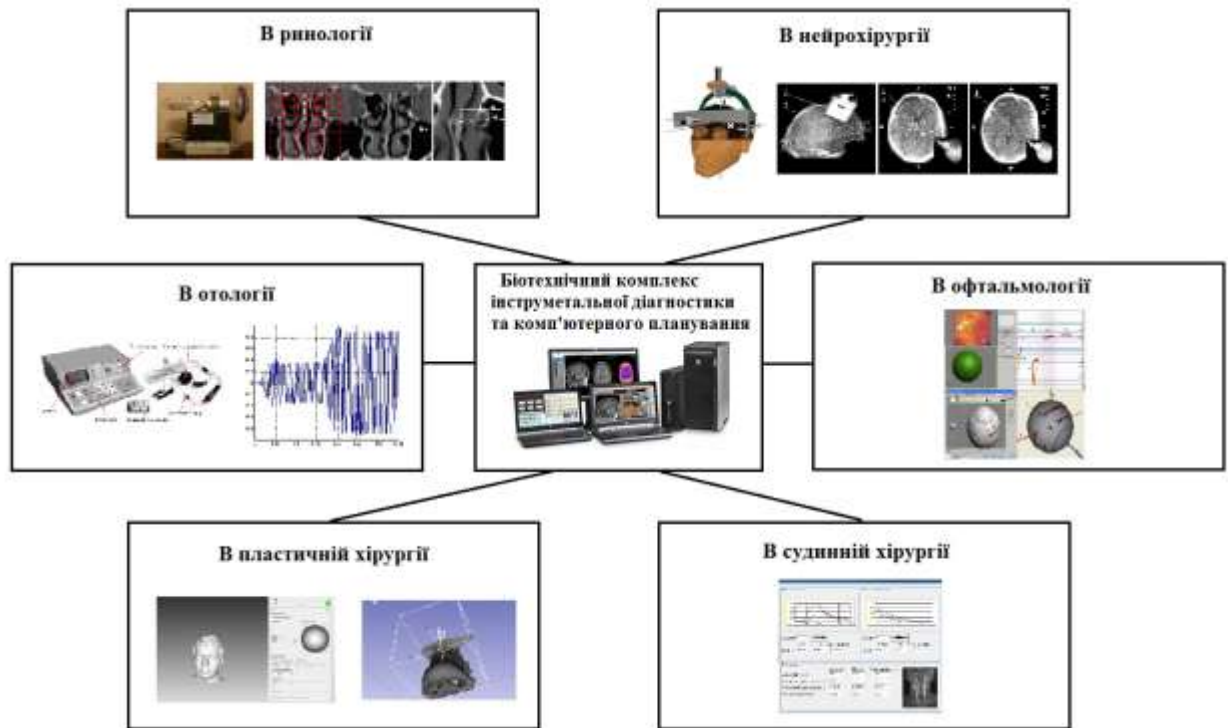 В ринології
В нейрохірургії
В отології
Біотехнічний комплекс
інструметальної діагностики
та комп'ютерного планування
В офтальмології
В пластичній хірургії
В судинній хірургії